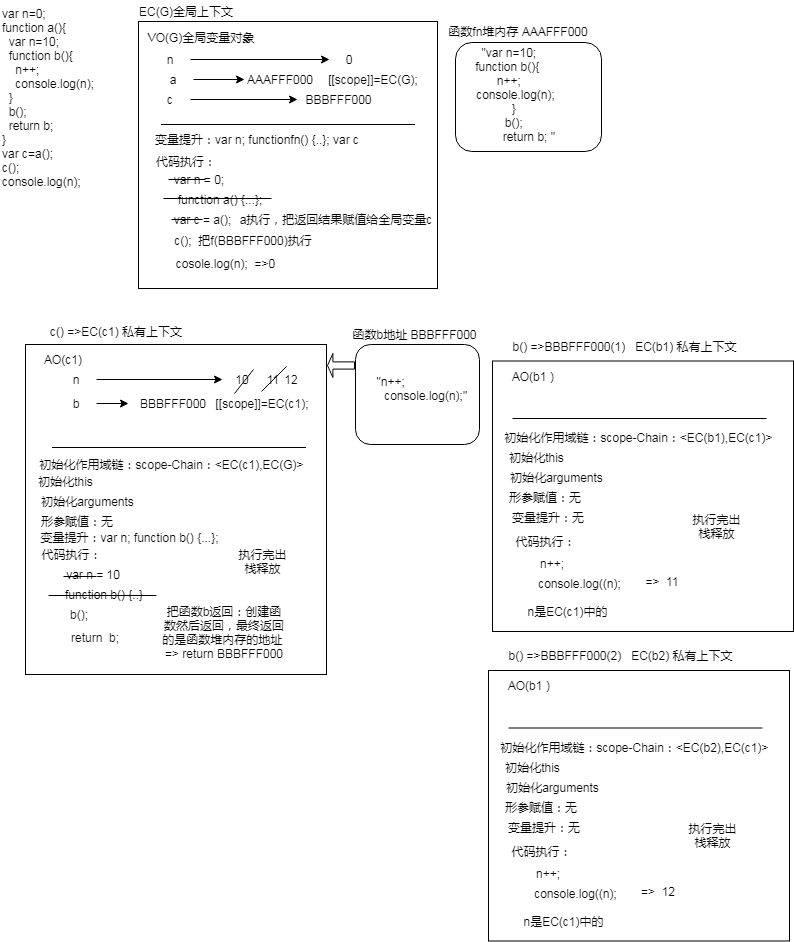 var n=0;
function a(){
var n=10;
function b(){
n++;
console.log(n);
}
b();
return b;
}
var c=a();
c();
console.log(n);
EC(G)全局上下文
VO(G)全局变量对象
n 0
a AAAFFF000 [[scope]]=EC(G);
c BBBFFF000
变量提升：var n; functionfn() {..}; var c
代码执行：
var n = 0;
function a() {...};
var c = a(); a执行，把返回结果赋值给全局变量c
c(); 把f(BBBFFF000)执行
cosole.log(n); =>0
函数fn堆内存 AAAFFF000
"var n=10;
function b(){
n++;
console.log(n);
}
b();
return b; "
c() =>EC(c1) 私有上下文
AO(c1)
n 10 11 12
b BBBFFF000 [[scope]]=EC(c1);
初始化作用域链：scope-Chain：<EC(c1),EC(G)>
初始化this
初始化arguments
形参赋值：无
变量提升：var n; function b() {...};
代码执行：
var n = 10
function b() {..}
b();
return b;
执行完出
栈释放
把函数b返回：创建函
数然后返回，最终返回
的是函数堆内存的地址
=> return BBBFFF000
函数b地址 BBBFFF000
"n++;
console.log(n);"
b() =>BBBFFF000(1) EC(b1) 私有上下文
AO(b1 )
初始化作用域链：scope-Chain：<EC(b1),EC(c1)>
初始化this
初始化arguments
形参赋值：无
变量提升：无
代码执行：
n++;
console.log((n); => 11
n是EC(c1)中的
执行完出
栈释放
b() =>BBBFFF000(2) EC(b2) 私有上下文
AO(b1 )
初始化作用域链：scope-Chain：<EC(b2),EC(c1)>
初始化this
初始化arguments
形参赋值：无
变量提升：无
代码执行：
n++;
console.log((n); => 12
n是EC(c1)中的
执行完出
栈释放